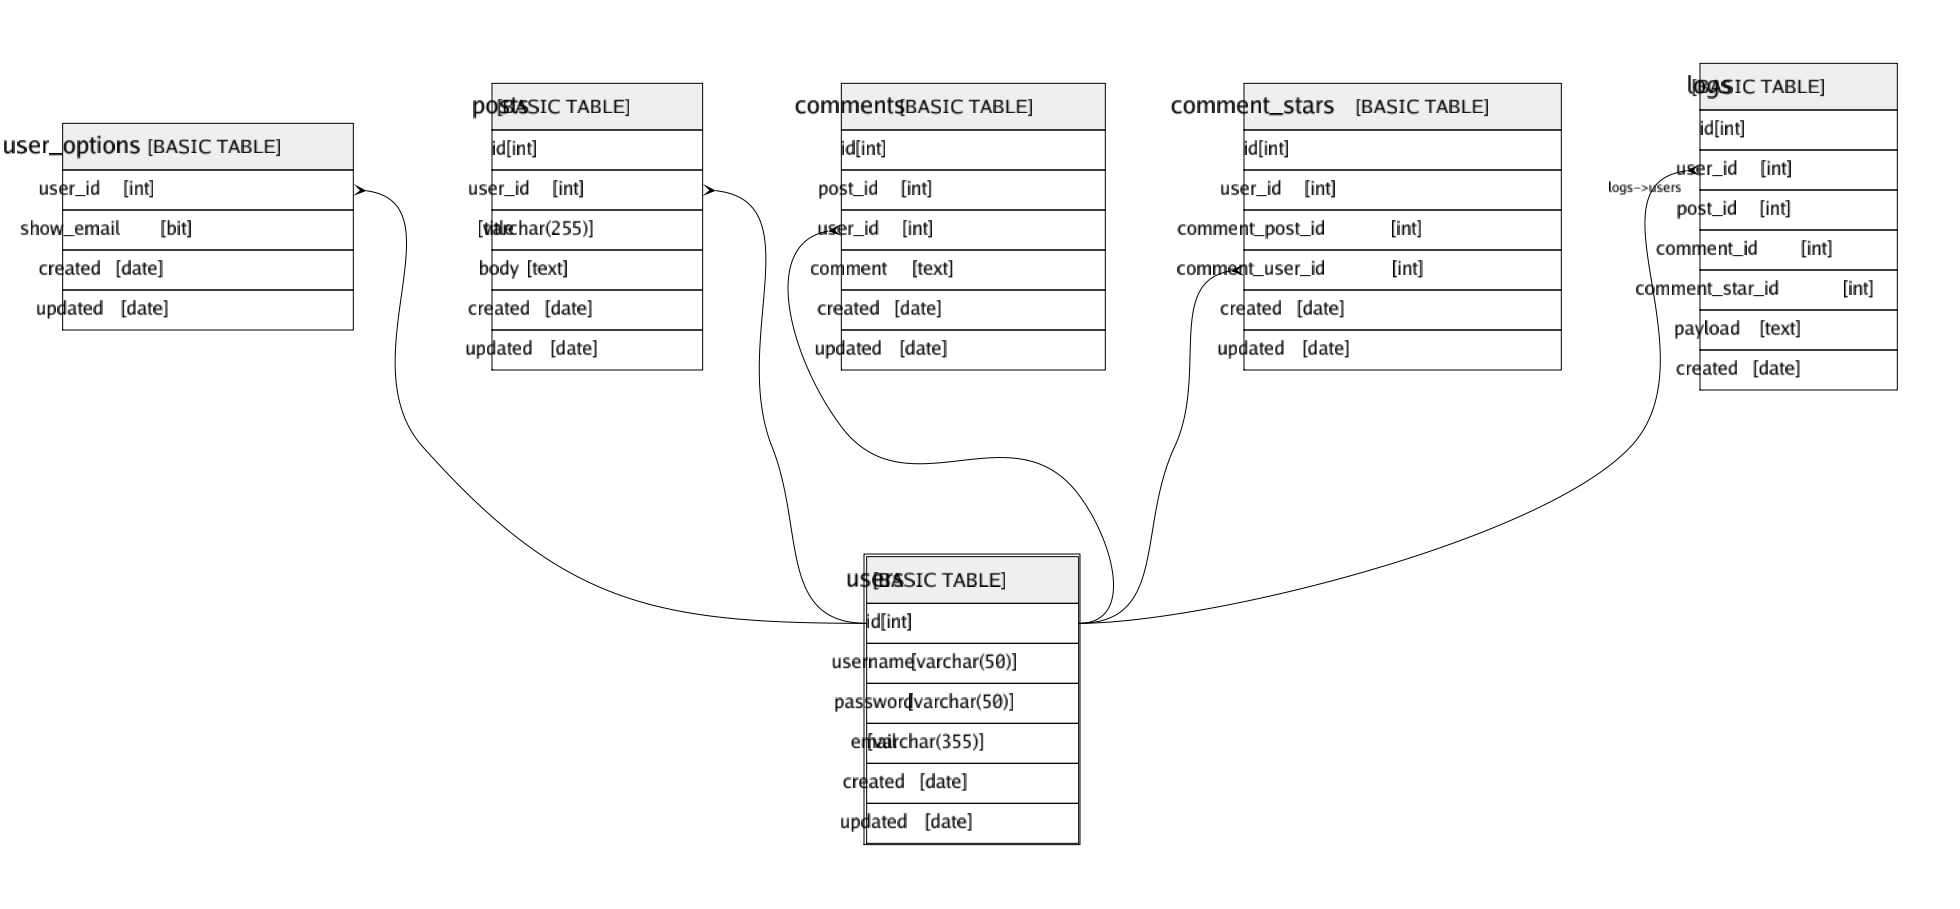 user_options [BASIC TABLE]
user_id [int]
show_email [bit]
created [date]
updated [date]
posts [BASIC TABLE]
id[int]
user_id [int]
title [varchar(255)]
body [text]
created [date]
updated [date]
comments [BASIC TABLE]
id[int]
post_id [int]
user_id [int]
comment [text]
created [date]
updated [date]
comment_stars [BASIC TABLE]
id[int]
user_id [int]
comment_post_id [int]
comment_user_id [int]
created [date]
updated [date]
logs [BASIC TABLE]
id[int]
user_id [int]
logs->users
post_id [int]
comment_id [int]
comment_star_id [int]
payload [text]
created [date]
users [BASIC TABLE]
id[int]
username [varchar(50)]
password [varchar(50)]
email [varchar(355)]
created [date]
updated [date]